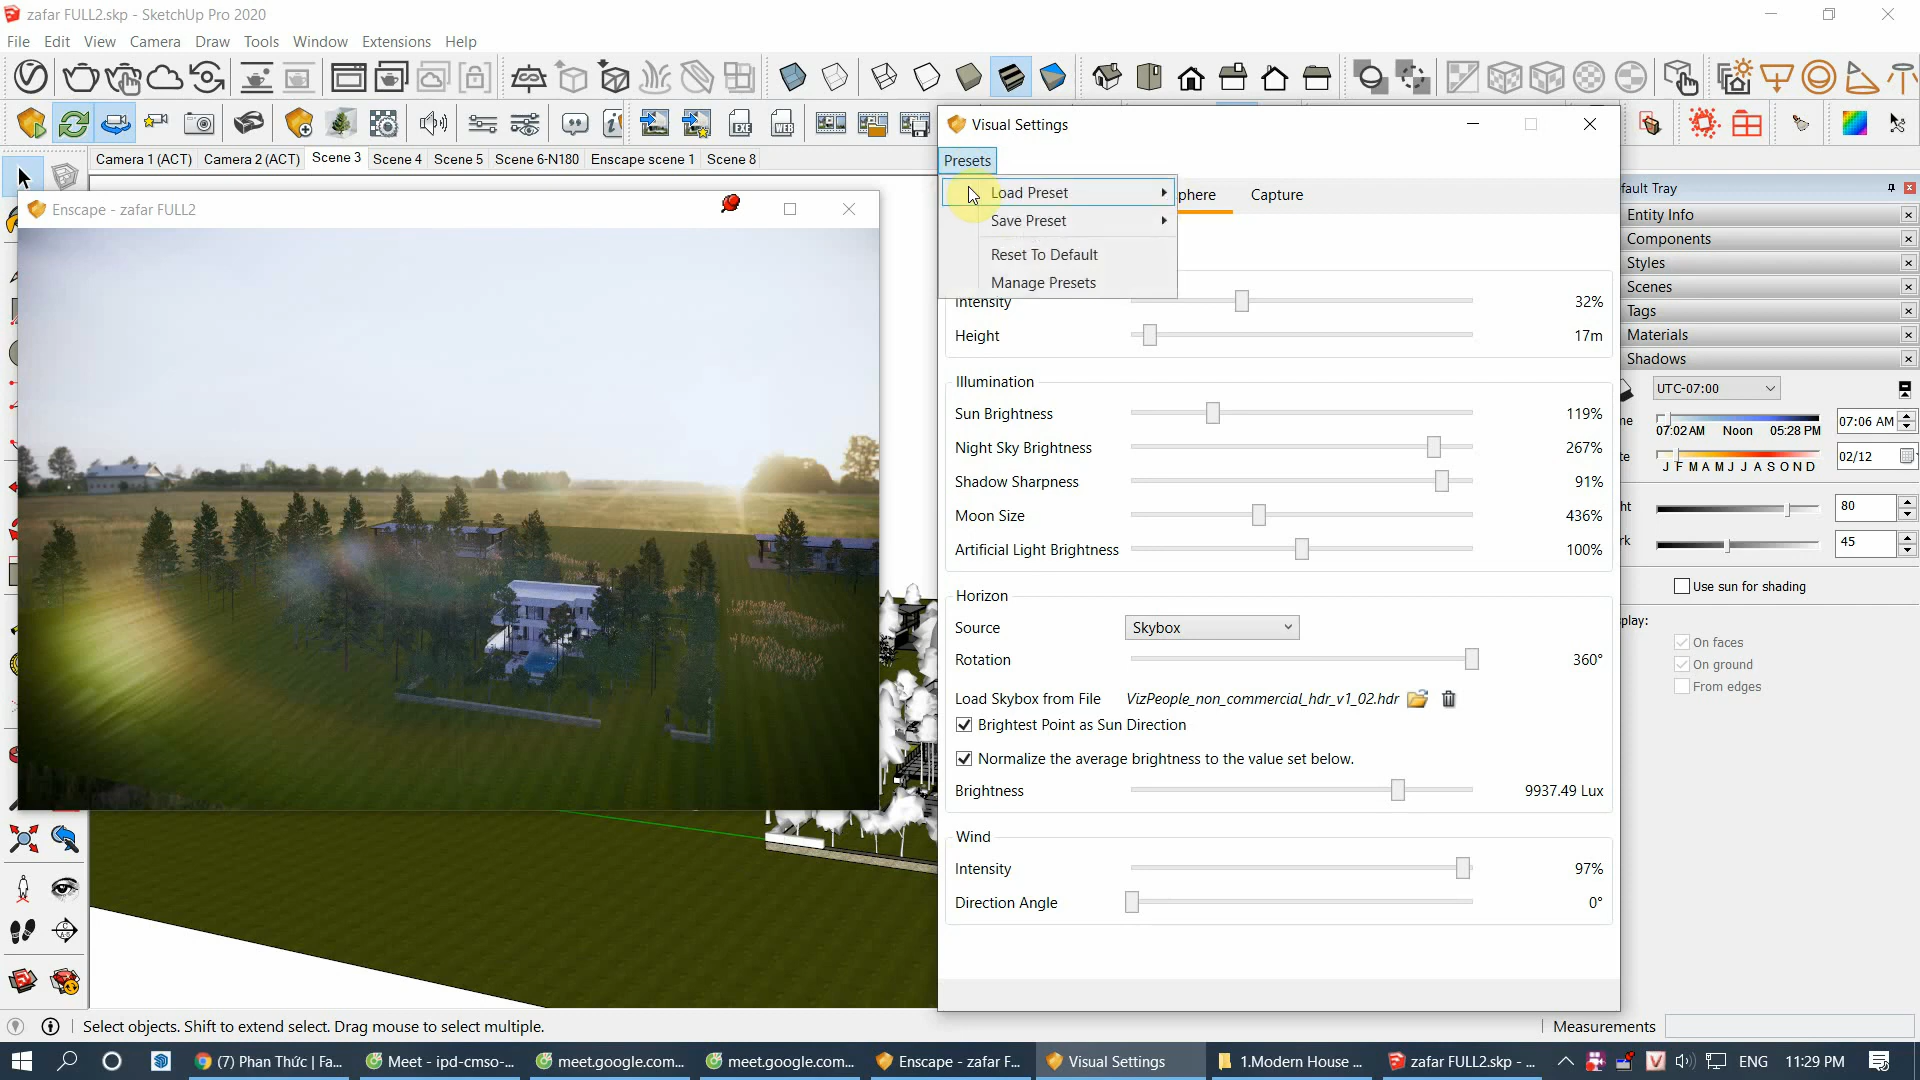 zafar FULL2.skp - SketchUp Pro 2020
File Edit View Camera Draw Tools Window Extensions Help
EXE
WEB
Visual Settings
Camera 1 (ACT) Camera 2 (ACT) Scene 3 Scene 4 Scene 5 Scene 6-N180 Enscape scene 1 Scene 8
Presets
Load Preset
Save Preset
Reset To Default
Manage Presets
phere Capture
Enscape - zafar FULL2
fault Tray
Entity Info
Components
Styles
Scenes
Tags
Materials
Shadows
UTC-07:00
me 07:06 AM
07:02AM Noon 05:28 PM
te 02/12
J F M A M J J A S O N D
ht 80
rk 45
Use sun for shading
play:
On faces
On ground
From edges
Intensity 32%
Height 17m
Illumination
Sun Brightness 119%
Night Sky Brightness 267%
Shadow Sharpness 91%
Moon Size 436%
Artificial Light Brightness 100%
Horizon
Source Skybox
Rotation 360°
Load Skybox from File VizPeople_non_commercial_hdr_v1_02.hdr
Brightest Point as Sun Direction
Normalize the average brightness to the value set below.
Brightness 9937.49 Lux
Wind
Intensity 97%
Direction Angle 0°
Select objects. Shift to extend select. Drag mouse to select multiple.
Measurements
(7) Phan Thức | Fa... Meet - ipd-cmso-... meet.google.com... meet.google.com... Enscape - zafar F... Visual Settings 1.Modern House ... zafar FULL2.skp - ... ENG 11:29 PM